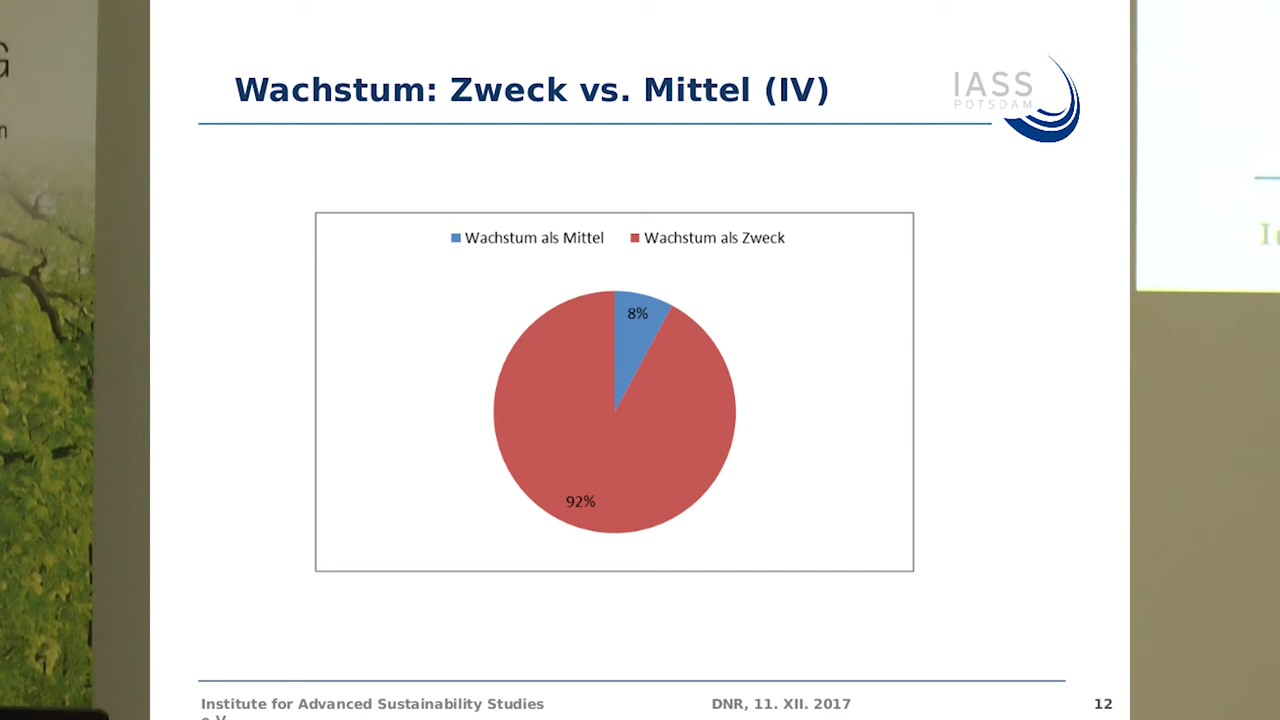 G
n
Wachstum: Zweck vs. Mittel (IV)
IASS
POTSDAM
Wachstum als Mittel
Wachstum als Zweck
8%
92%
Institute for Advanced Sustainability Studies
DNR, 11. XII. 2017
12